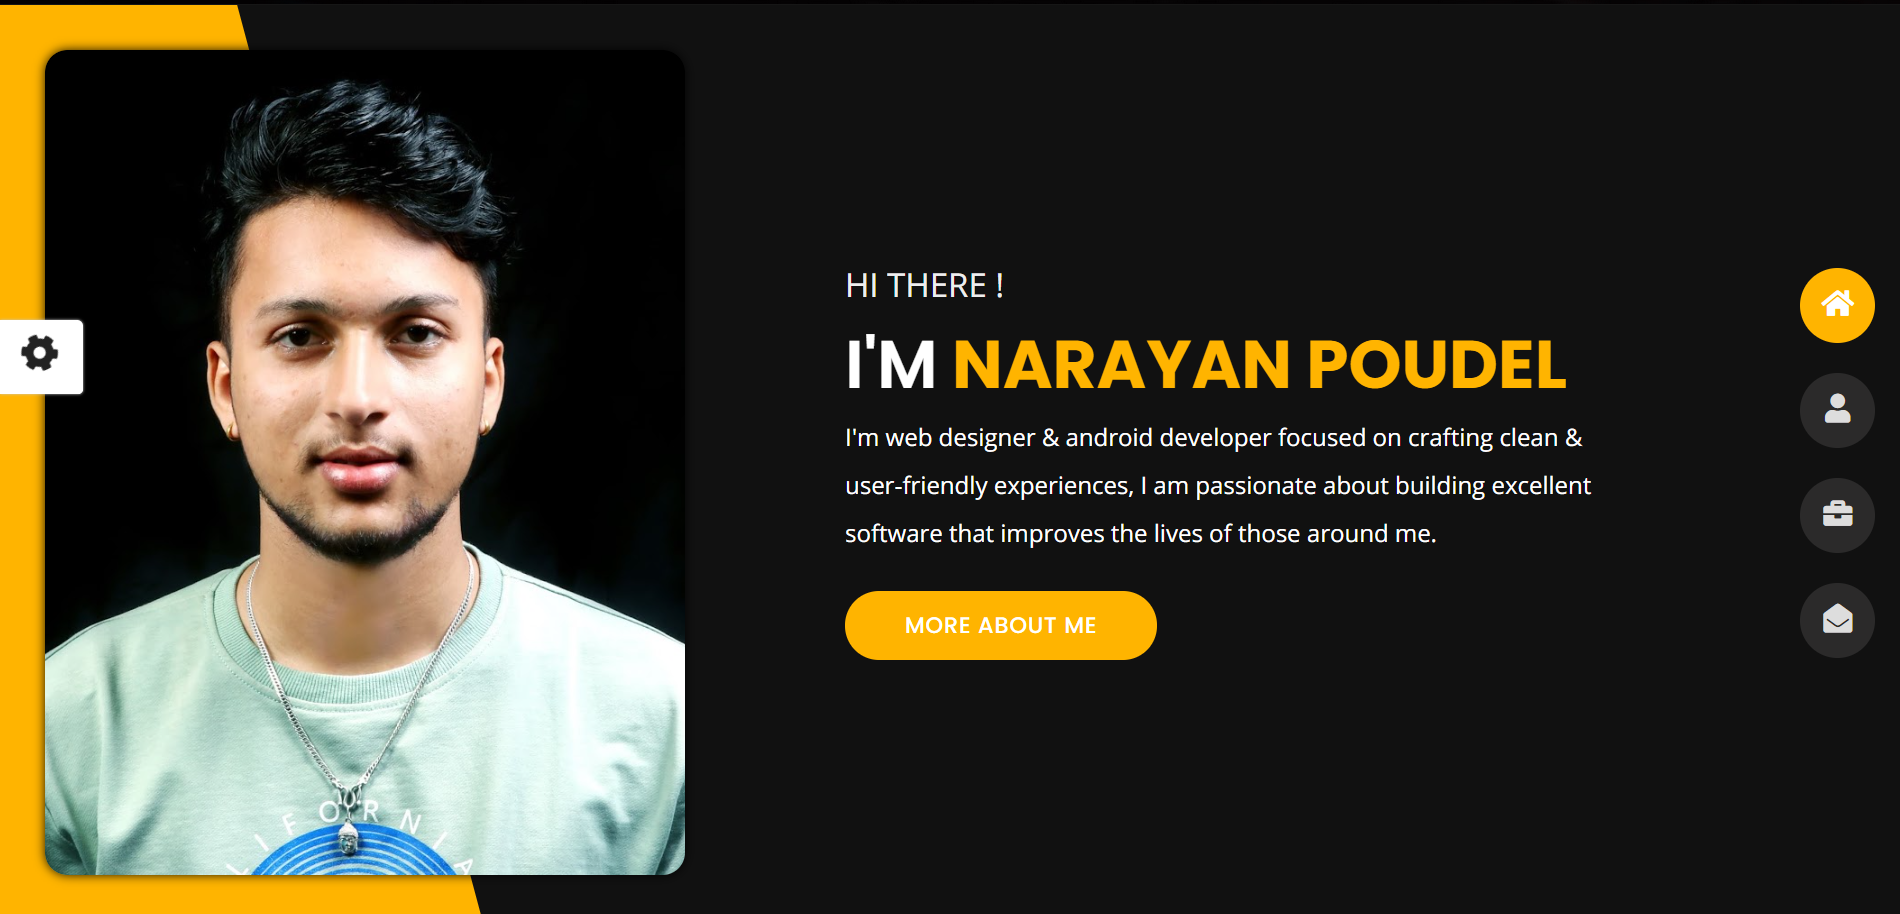 HI THERE !
I'M NARAYAN POUDEL
I'm web designer & android developer focused on crafting clean &
user-friendly experiences, I am passionate about building excellent
software that improves the lives of those around me.
MORE ABOUT ME
LIFORNIA